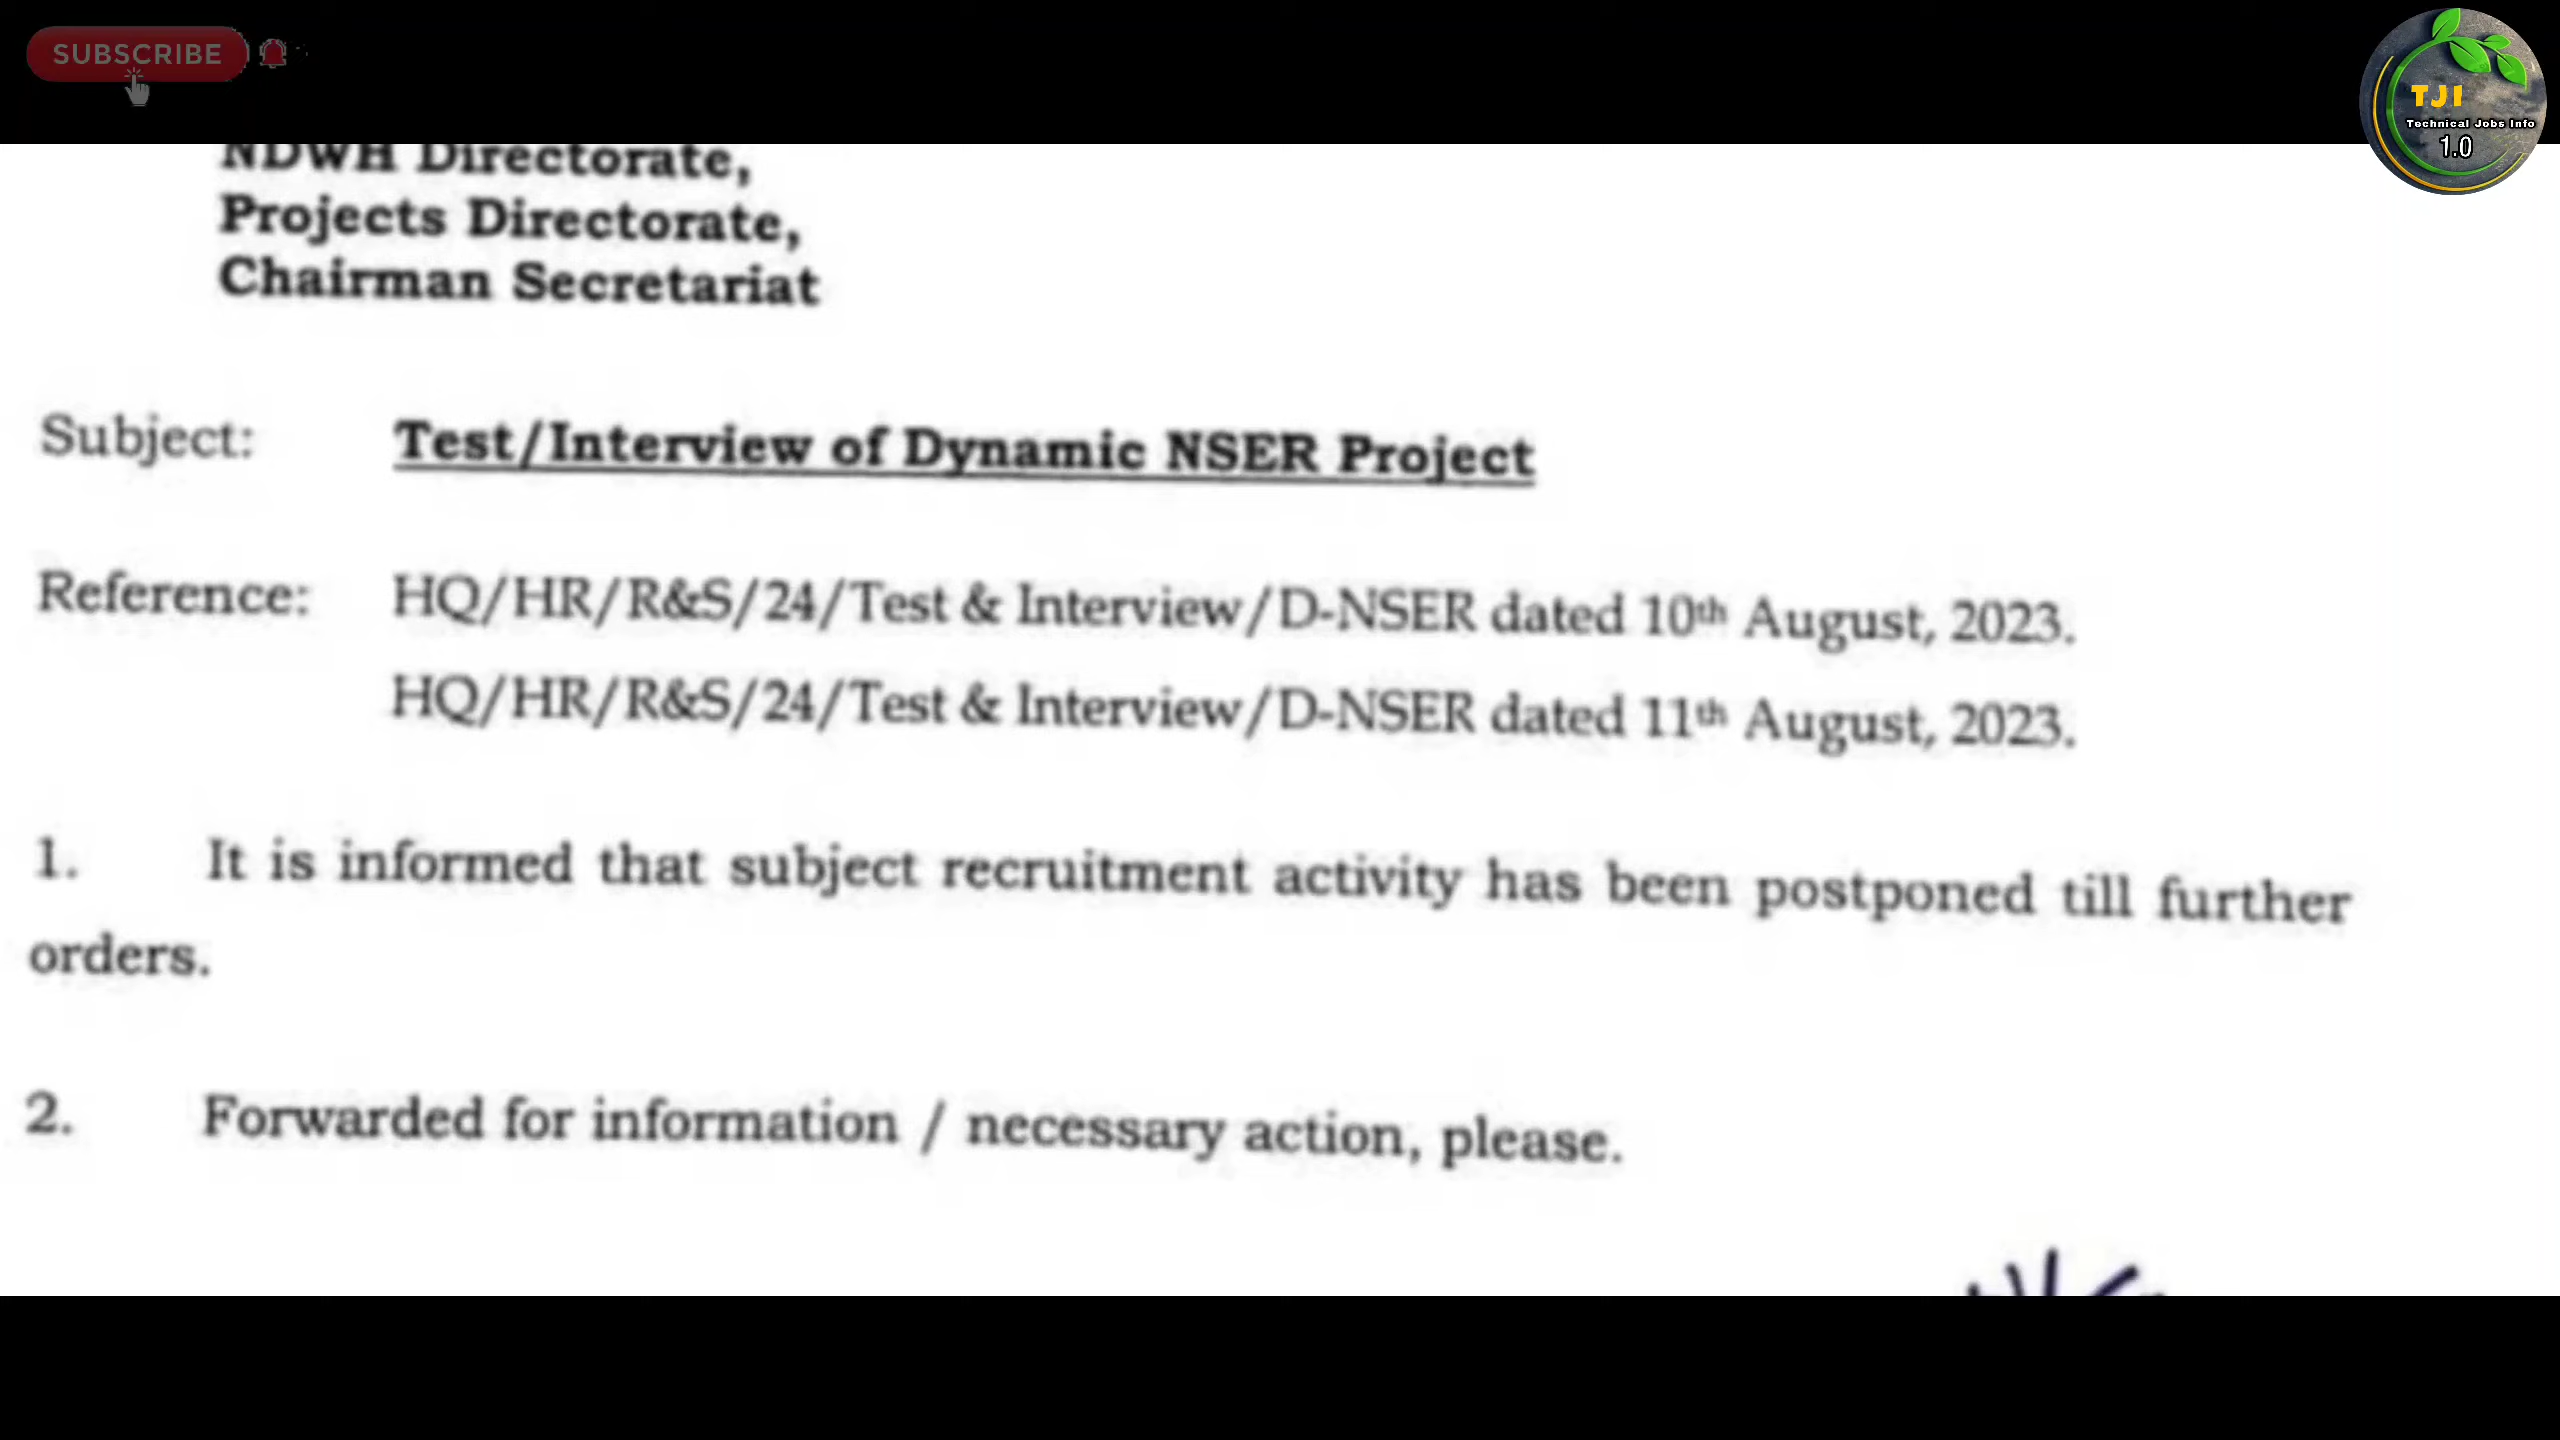 SUBSCRIBE
TJI
Technical Jobs Info
1.0
NDWH Directorate,
Projects Directorate,
Chairman Secretariat
Subject: Test/Interview of Dynamic NSER Project
Reference: HQ/HR/R&S/24/Test & Interview/D-NSER dated 10th August, 2023.
HQ/HR/R&S/24/Test & Interview/D-NSER dated 11th August, 2023.
1. It is informed that subject recruitment activity has been postponed till further
orders.
2. Forwarded for information / necessary action, please.